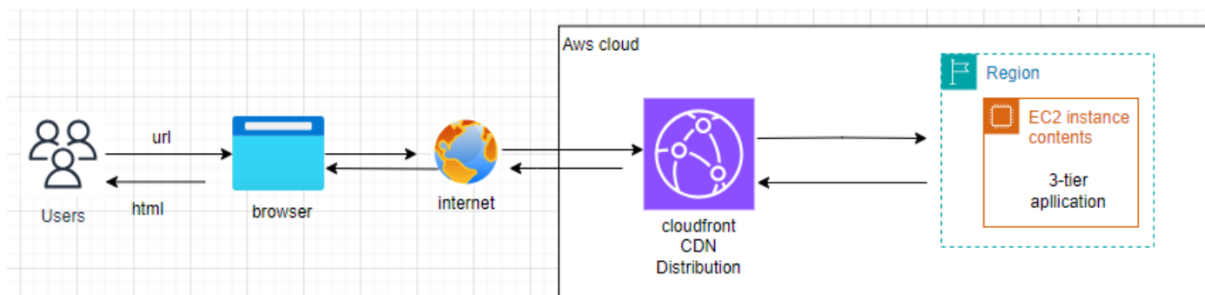 Aws cloud
Region
EC2 instance
contents
3-tier
apllication
url
html
Users
browser
internet
cloudfront
CDN
Distribution